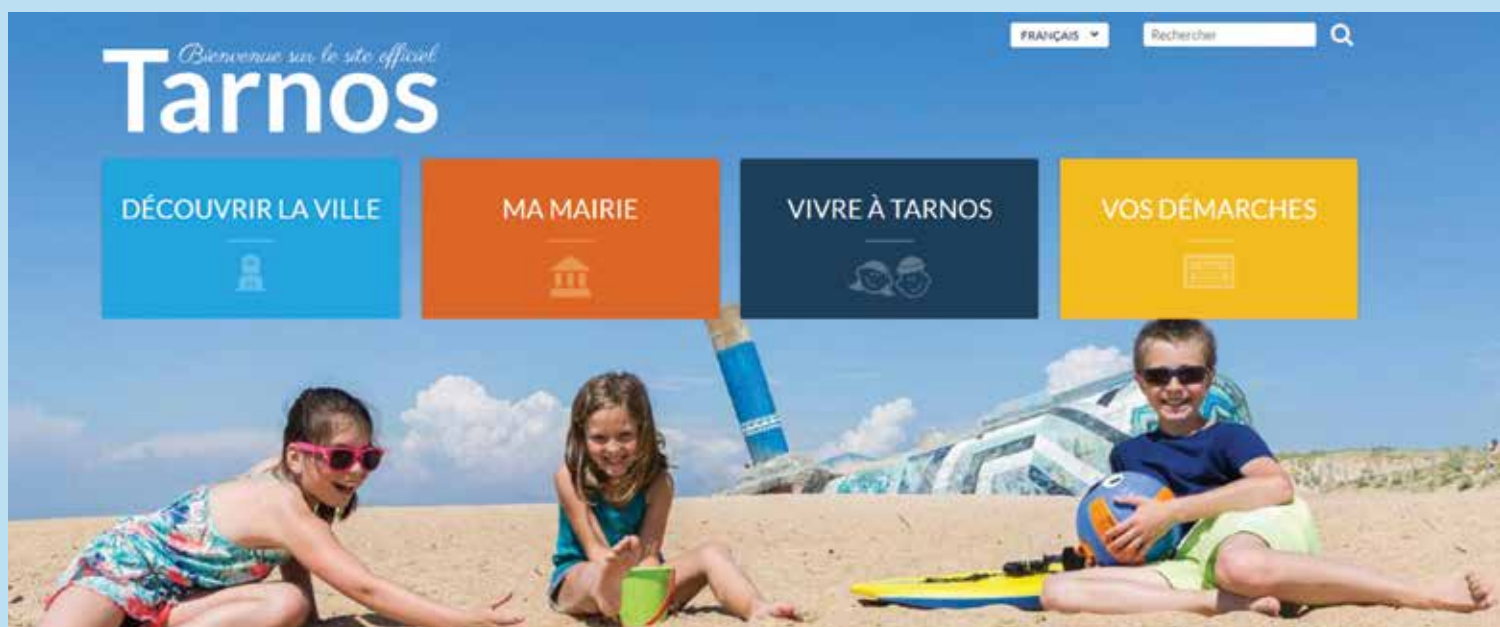 Bienvenue sur le site officiel
Tarnos
FRANÇAIS
Rechercher
DÉCOUVRIR LA VILLE
MA MAIRIE
VIVRE À TARNOS
VOS DÉMARCHES